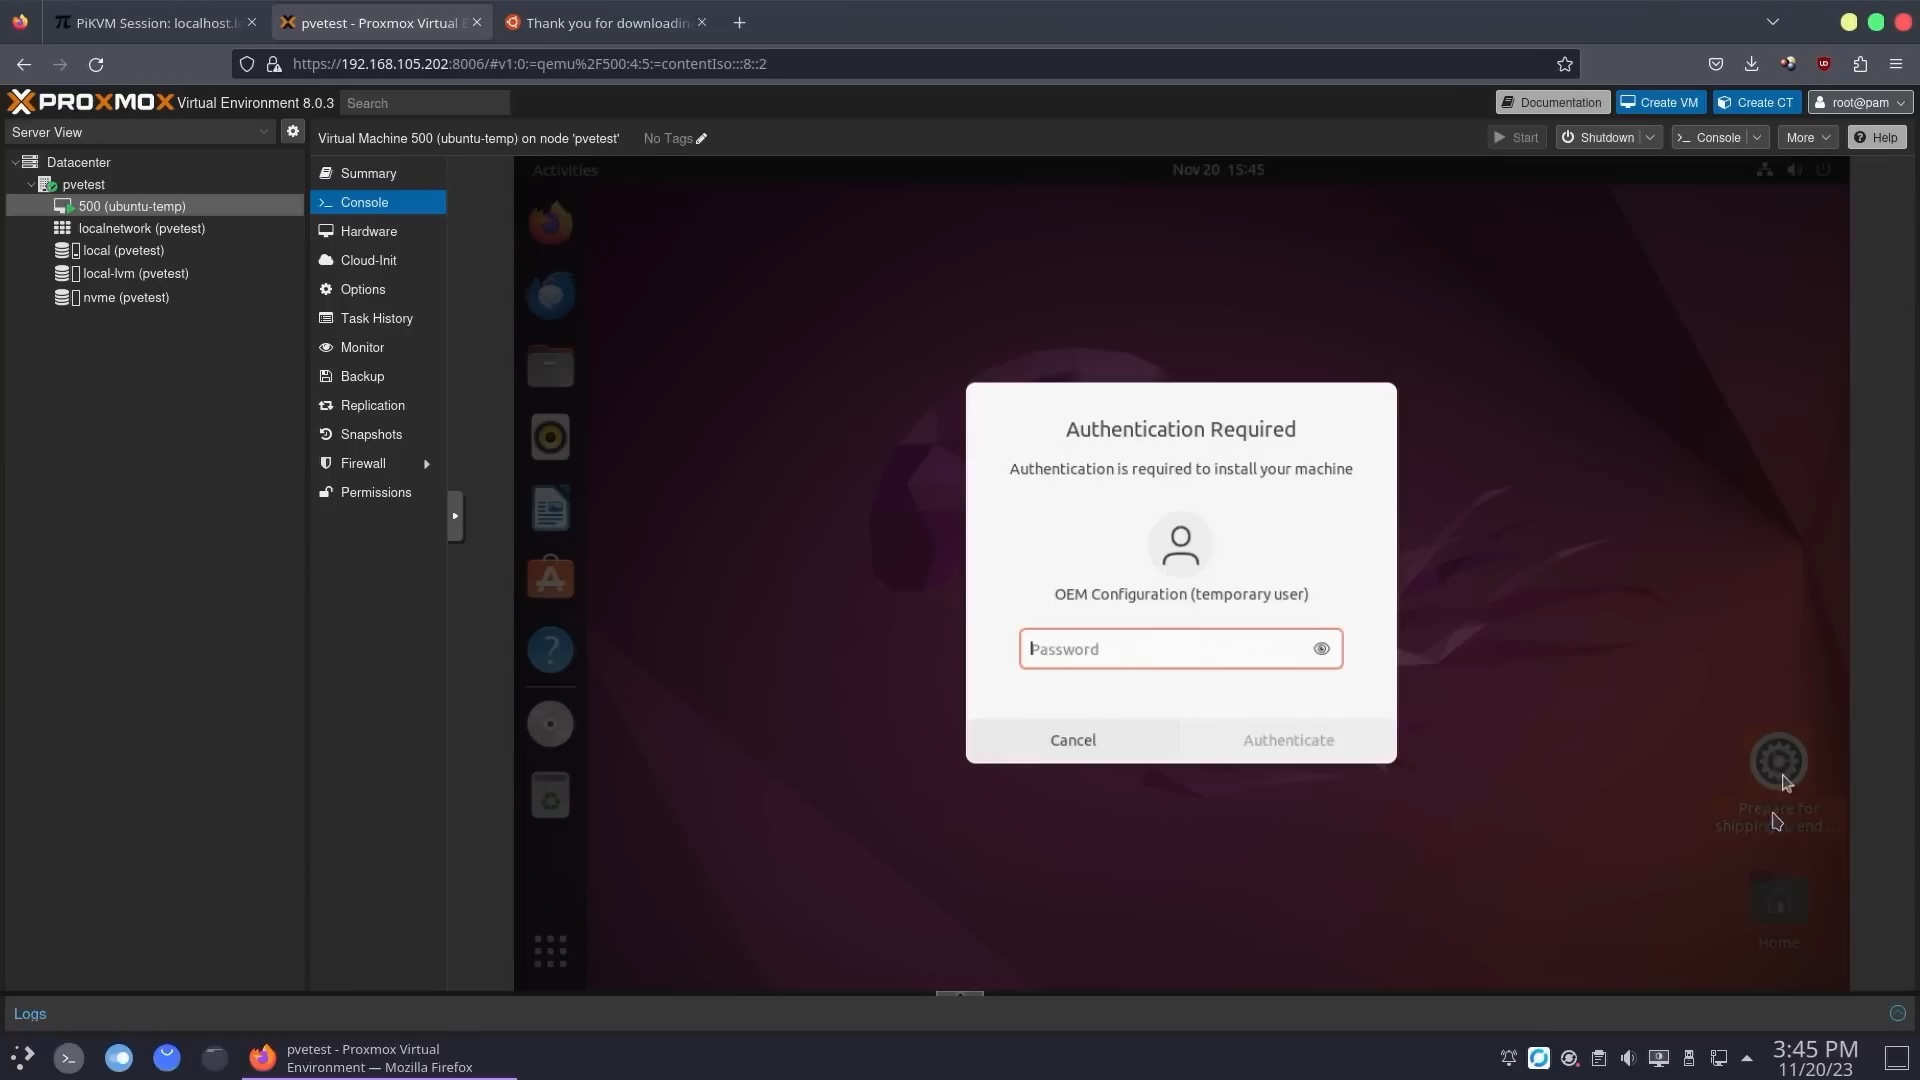 PiKVM Session: localhost.l
pvetest - Proxmox Virtual E
Thank you for downloadin
https://192.168.105.202:8006/#v1:0:=qemu%2F500:4:5:=contentIso:::8::2
PROXMOX Virtual Environment 8.0.3
Search
Documentation
Create VM
Create CT
root@pam
Server View
Virtual Machine 500 (ubuntu-temp) on node 'pvetest'
No Tags
Start
Shutdown
Console
More
Help
Datacenter
pvetest
500 (ubuntu-temp)
localnetwork (pvetest)
local (pvetest)
local-lvm (pvetest)
nvme (pvetest)
Summary
Console
Hardware
Cloud-Init
Options
Task History
Monitor
Backup
Replication
Snapshots
Firewall
Permissions
Activities
Nov 20 15:45
Authentication Required
Authentication is required to install your machine
OEM Configuration (temporary user)
Password
Cancel
Authenticate
Prepare for
shipping to end ...
Home
Logs
pvetest - Proxmox Virtual
Environment — Mozilla Firefox
3:45 PM
11/20/23